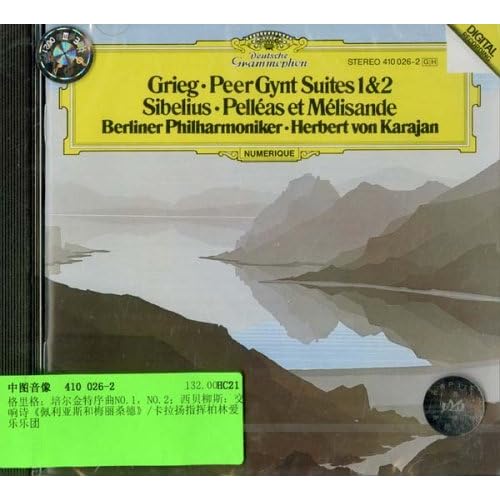 Deutsche
Grammophon
STEREO 410 026-2 GH
DIGITAL
Grieg · Peer Gynt Suites 1&2
Sibelius · Pelléas et Mélisande
Berliner Philharmoniker · Herbert von Karajan
NUMERIQUE
中图音像 410 026-2 132.00HC21
格里格：培尔金特序曲NO.1，NO.2；西贝柳斯：交
响诗《佩利亚斯和梅丽桑德》/卡拉扬指挥柏林爱
乐乐团